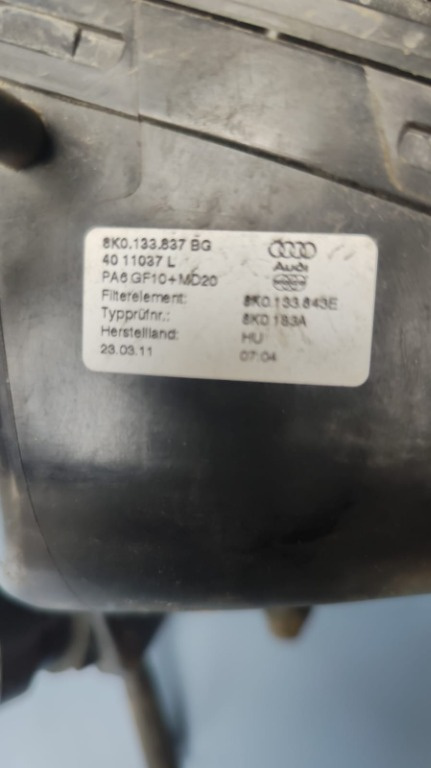 8K0.133.837 BG
40 11037 L
Audi
PA6 GF10+MD20
Filterelement: 8K0.133.843E
Typprüfnr.: 8K0 183A
Herstelland: HU
23.03.11 07:04